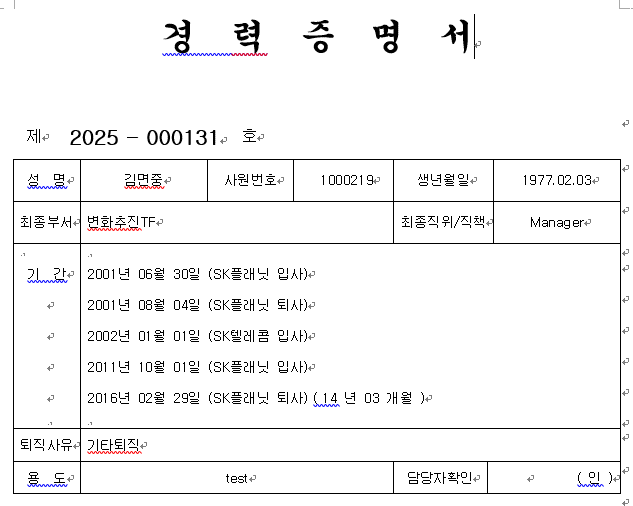 경 력 증 명 서
제 2025 - 000131 호
성 명 김면중 사원번호 1000219 생년월일 1977.02.03
최종부서 변화추진TF 최종직위/직책 Manager
기 간
2001년 06월 30일 (SK플래닛 입사)
2001년 08월 04일 (SK플래닛 퇴사)
2002년 01월 01일 (SK텔레콤 입사)
2011년 10월 01일 (SK플래닛 입사)
2016년 02월 29일 (SK플래닛 퇴사) ( 14 년 03 개월 )
퇴직사유 기타퇴직
용 도 test 담당자확인 ( 인 )